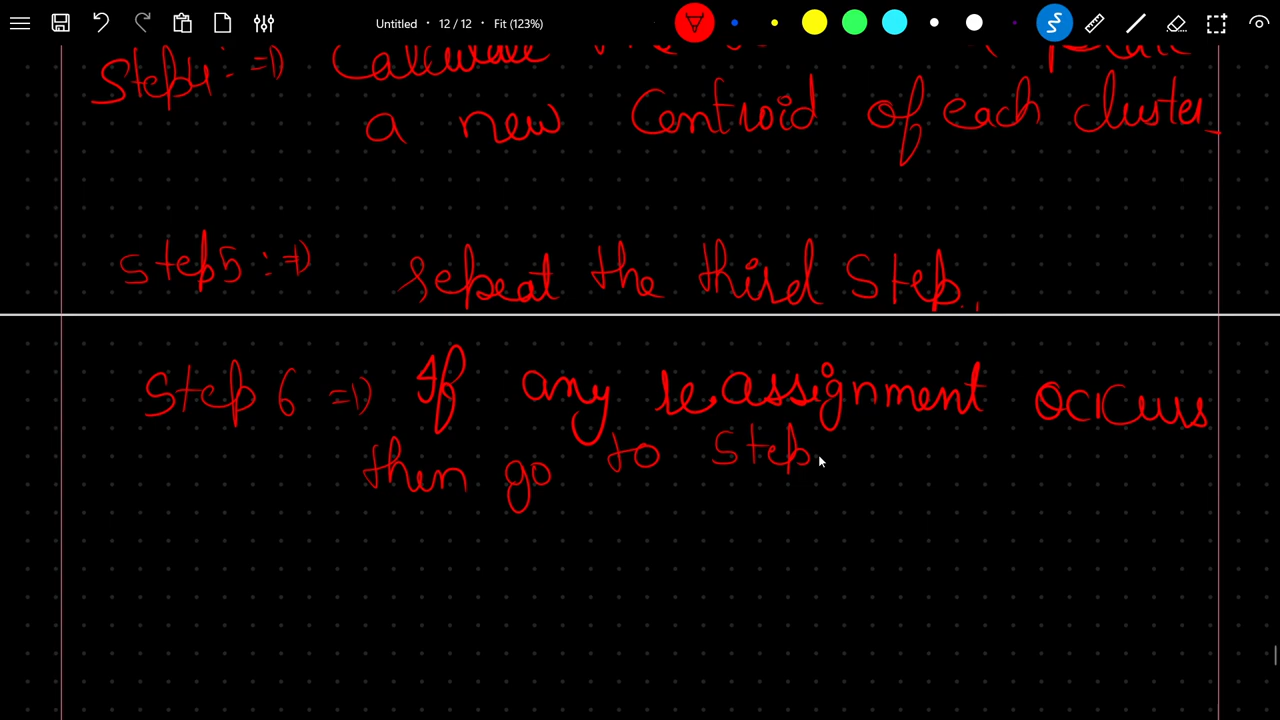 Untitled • 12 / 12 • Fit (123%)
Step4 :- => Calculate
a new Centroid of each cluster.
Step5 : => repeat the third Step.
Step 6 => If any reassignment occurs
then go to Step